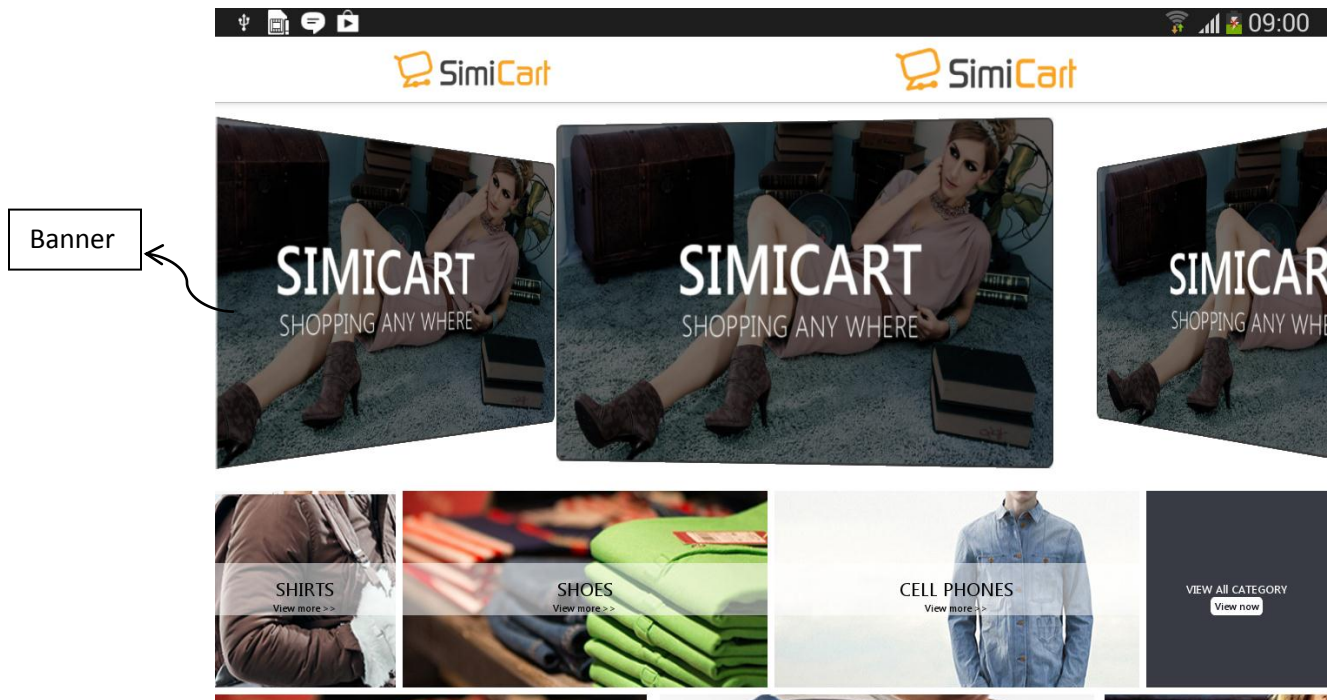 09:00
SimiCart SimiCart
Banner
SIMICART SIMICART SIMICAR
SHOPPING ANY WHERE SHOPPING ANY WHERE SHOPPING ANY WHE
SHIRTS SHOES CELL PHONES
View more >> View more >> View more >>
VIEW All CATEGORY
View now